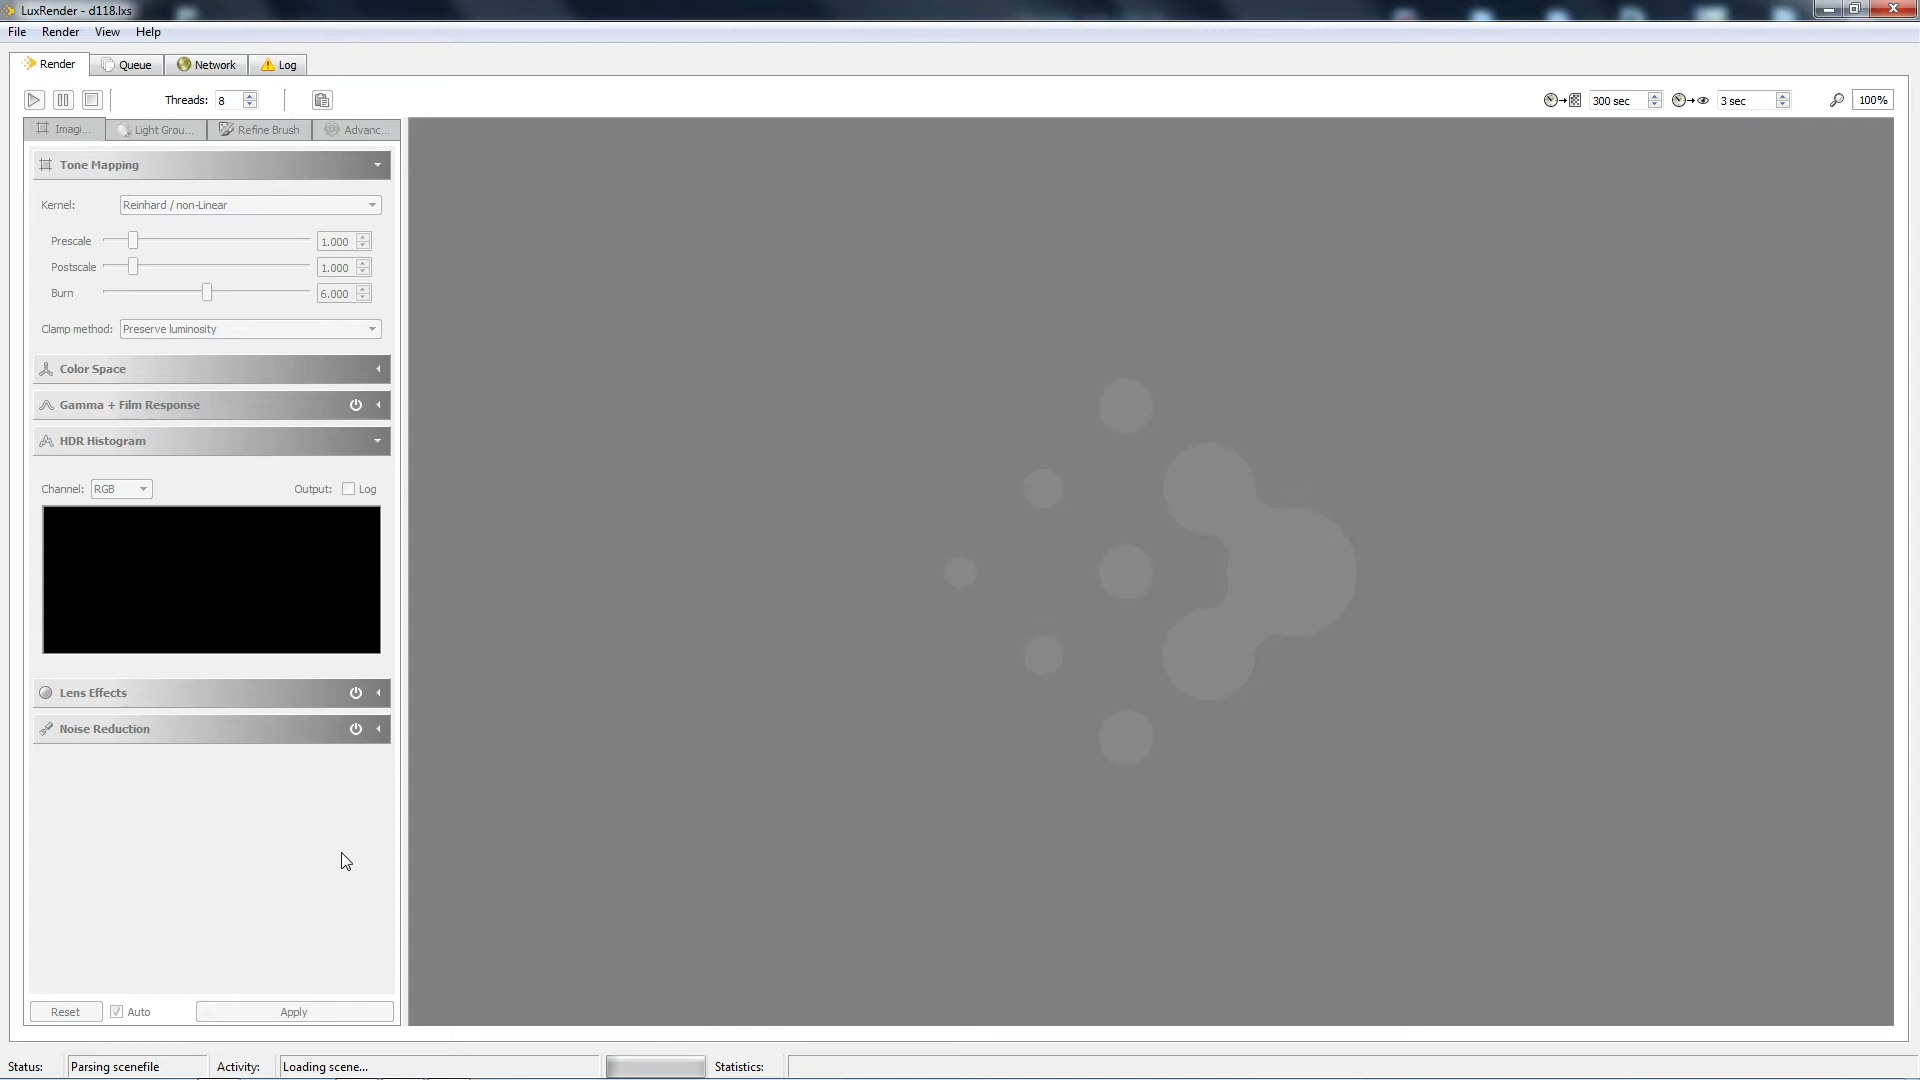 LuxRender - d118.lxs
File Render View Help
Render Queue Network Log
Threads: 8 300 sec 3 sec 100%
Imagi... Light Grou... Refine Brush Advanc...
Tone Mapping
Kernel: Reinhard / non-Linear
Prescale 1.000
Postscale 1.000
Burn 6.000
Clamp method: Preserve luminosity
Color Space
Gamma + Film Response
HDR Histogram
Channel: RGB Output: Log
Lens Effects
Noise Reduction
Reset Auto Apply
Status: Parsing scenefile Activity: Loading scene... Statistics: